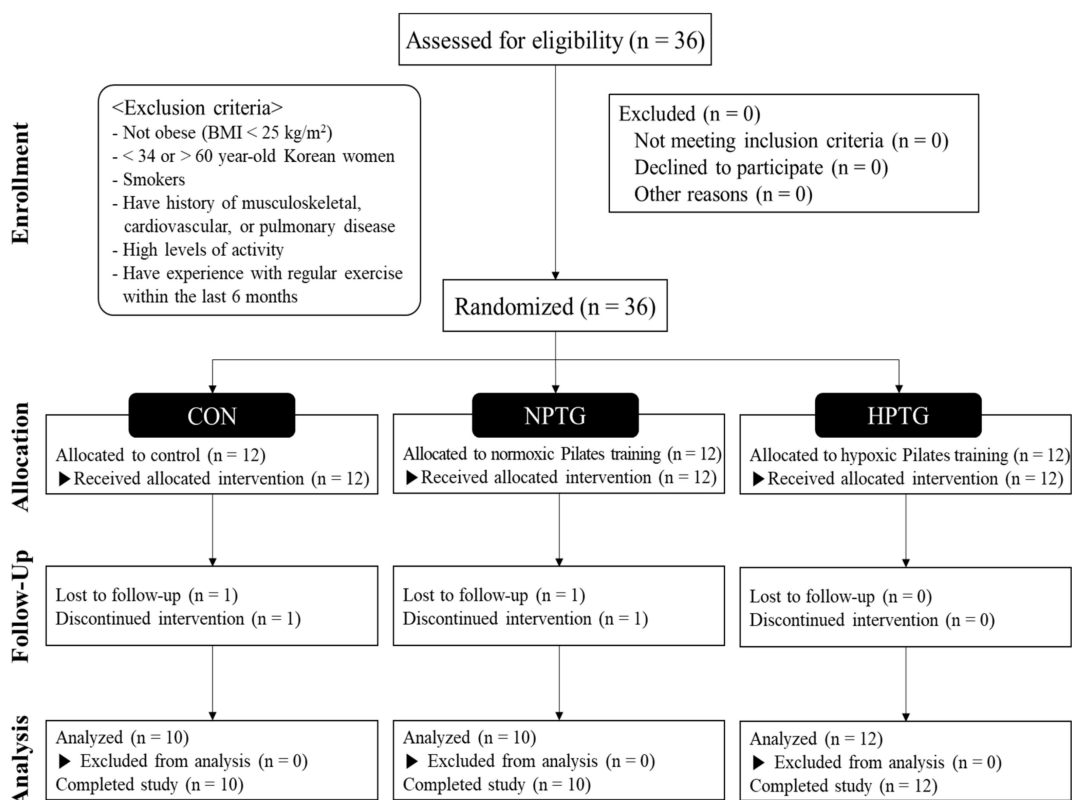 Assessed for eligibility (n = 36)
<Exclusion criteria>
- Not obese (BMI < 25 kg/m²)
- < 34 or > 60 year-old Korean women
- Smokers
- Have history of musculoskeletal,
cardiovascular, or pulmonary disease
- High levels of activity
- Have experience with regular exercise
within the last 6 months
Excluded (n = 0)
Not meeting inclusion criteria (n = 0)
Declined to participate (n = 0)
Other reasons (n = 0)
Enrollment
Randomized (n = 36)
Allocation
CON
Allocated to control (n = 12)
▶Received allocated intervention (n = 12)
NPTG
Allocated to normoxic Pilates training (n = 12)
▶Received allocated intervention (n = 12)
HPTG
Allocated to hypoxic Pilates training (n = 12)
▶Received allocated intervention (n = 12)
Follow-Up
Lost to follow-up (n = 1)
Discontinued intervention (n = 1)
Lost to follow-up (n = 1)
Discontinued intervention (n = 1)
Lost to follow-up (n = 0)
Discontinued intervention (n = 0)
Analysis
Analyzed (n = 10)
▶ Excluded from analysis (n = 0)
Completed study (n = 10)
Analyzed (n = 10)
▶ Excluded from analysis (n = 0)
Completed study (n = 10)
Analyzed (n = 12)
▶ Excluded from analysis (n = 0)
Completed study (n = 12)